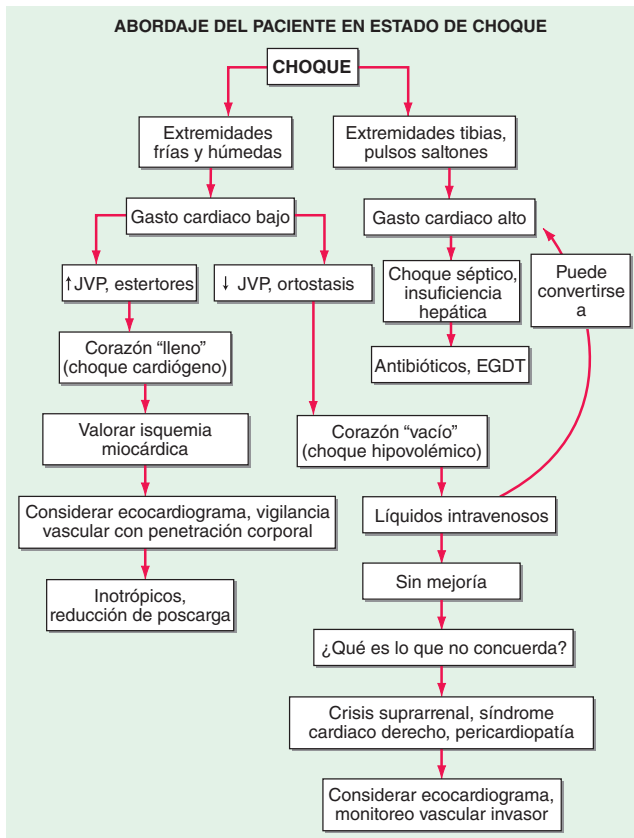 ABORDAJE DEL PACIENTE EN ESTADO DE CHOQUE
CHOQUE
Extremidades
frías y húmedas
Extremidades tibias,
pulsos saltones
Gasto cardiaco bajo
Gasto cardiaco alto
↑JVP, estertores
↓ JVP, ortostasis
Choque séptico,
insuficiencia
hepática
Puede
convertirse
a
Corazón “lleno”
(choque cardiógeno)
Antibióticos, EGDT
Valorar isquemia
miocárdica
Corazón “vacío”
(choque hipovolémico)
Considerar ecocardiograma, vigilancia
vascular con penetración corporal
Líquidos intravenosos
Inotrópicos,
reducción de poscarga
Sin mejoría
¿Qué es lo que no concuerda?
Crisis suprarrenal, síndrome
cardiaco derecho, pericardiopatía
Considerar ecocardiograma,
monitoreo vascular invasor